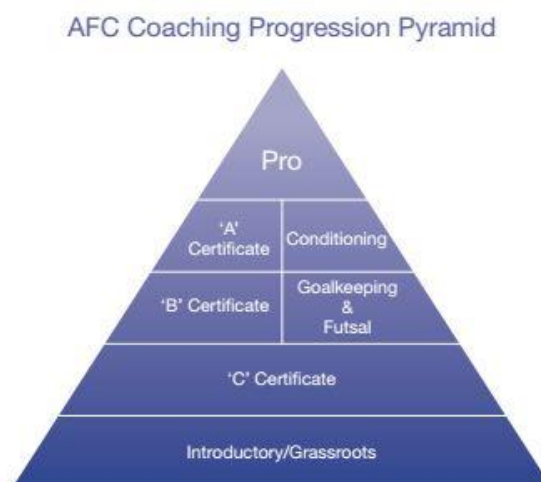 AFC Coaching Progression Pyramid
Pro
‘A’
Certificate
Conditioning
‘B’ Certificate
Goalkeeping
&
Futsal
‘C’ Certificate
Introductory/Grassroots